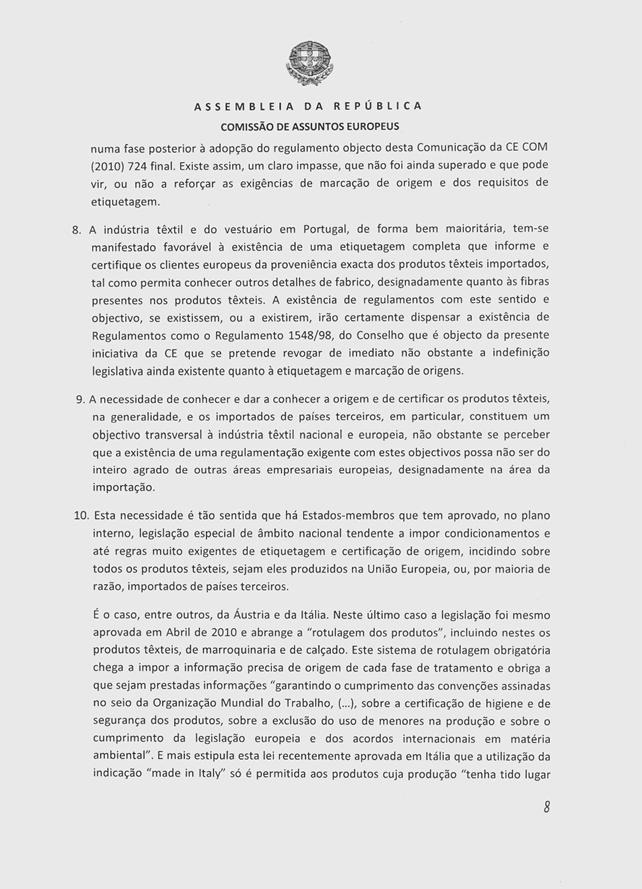 ASSEMBLEIA DA REPÚBLICA
COMISSÃO DE ASSUNTOS EUROPEUS
numa fase posterior à adopção do regulamento objecto desta Comunicação da CE COM
(2010) 724 final. Existe assim, um claro impasse, que não foi ainda superado e que pode
vir, ou não a reforçar as exigências de marcação de origem e dos requisitos de
etiquetagem.
8. A indústria têxtil e do vestuário em Portugal, de forma bem maioritária, tem-se
manifestado favorável à existência de uma etiquetagem completa que informe e
certifique os clientes europeus da proveniência exacta dos produtos têxteis importados,
tal como permita conhecer outros detalhes de fabrico, designadamente quanto às fibras
presentes nos produtos têxteis. A existência de regulamentos com este sentido e
objectivo, se existissem, ou a existirem, irão certamente dispensar a existência de
Regulamentos como o Regulamento 1548/98, do Conselho que é objecto da presente
iniciativa da CE que se pretende revogar de imediato não obstante a indefinição
legislativa ainda existente quanto à etiquetagem e marcação de origens.
9. A necessidade de conhecer e dar a conhecer a origem e de certificar os produtos têxteis,
na generalidade, e os importados de países terceiros, em particular, constituem um
objectivo transversal à indústria têxtil nacional e europeia, não obstante se perceber
que a existência de uma regulamentação exigente com estes objectivos possa não ser do
inteiro agrado de outras áreas empresariais europeias, designadamente na área da
importação.
10. Esta necessidade é tão sentida que há Estados-membros que tem aprovado, no plano
interno, legislação especial de âmbito nacional tendente a impor condicionamentos e
até regras muito exigentes de etiquetagem e certificação de origem, incidindo sobre
todos os produtos têxteis, sejam eles produzidos na União Europeia, ou, por maioria de
razão, importados de países terceiros.
É o caso, entre outros, da Áustria e da Itália. Neste último caso a legislação foi mesmo
aprovada em Abril de 2010 e abrange a "rotulagem dos produtos", incluindo nestes os
produtos têxteis, de marroquinaria e de calçado. Este sistema de rotulagem obrigatória
chega a impor a informação precisa de origem de cada fase de tratamento e obriga a
que sejam prestadas informações "garantindo o cumprimento das convenções assinadas
no seio da Organização Mundial do Trabalho, (...), sobre a certificação de higiene e de
segurança dos produtos, sobre a exclusão do uso de menores na produção e sobre o
cumprimento da legislação europeia e dos acordos internacionais em matéria
ambiental". E mais estipula esta lei recentemente aprovada em Itália que a utilização da
indicação "made in Italy" só é permitida aos produtos cuja produção "tenha tido lugar
8